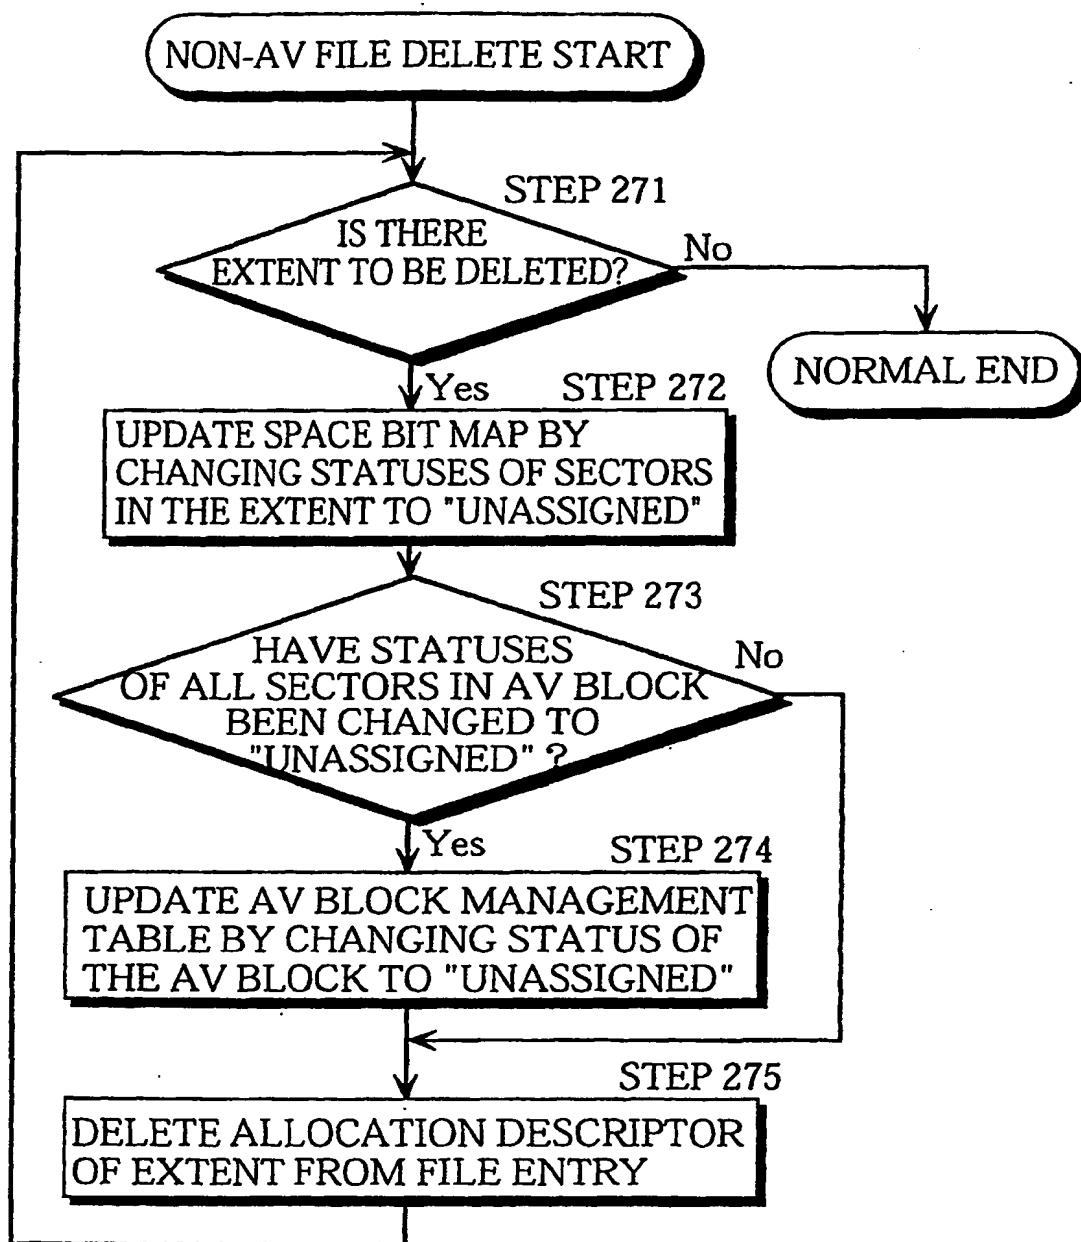 NON-AV FILE DELETE START
STEP 271
IS THERE
EXTENT TO BE DELETED?
No
NORMAL END
Yes
STEP 272
UPDATE SPACE BIT MAP BY
CHANGING STATUSES OF SECTORS
IN THE EXTENT TO "UNASSIGNED"
STEP 273
HAVE STATUSES
OF ALL SECTORS IN AV BLOCK
BEEN CHANGED TO
"UNASSIGNED" ?
No
Yes
STEP 274
UPDATE AV BLOCK MANAGEMENT
TABLE BY CHANGING STATUS OF
THE AV BLOCK TO "UNASSIGNED"
STEP 275
DELETE ALLOCATION DESCRIPTOR
OF EXTENT FROM FILE ENTRY